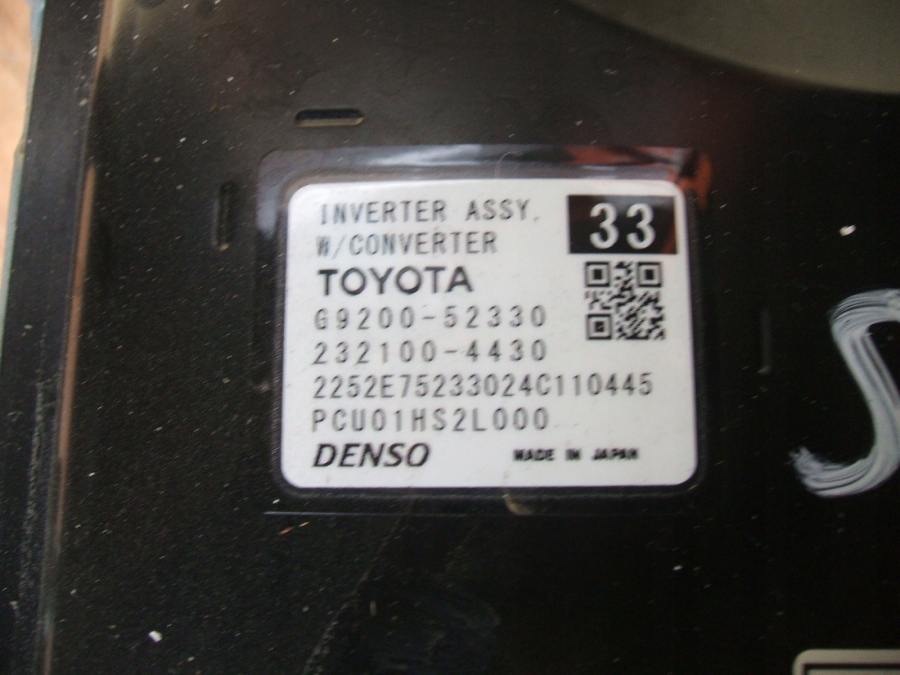 INVERTER ASSY.
33
W/CONVERTER
TOYOTA
G9200-52330
232100-4430
2252E75233024C110445
PCU01HS2L000
DENSO
MADE IN JAPAN